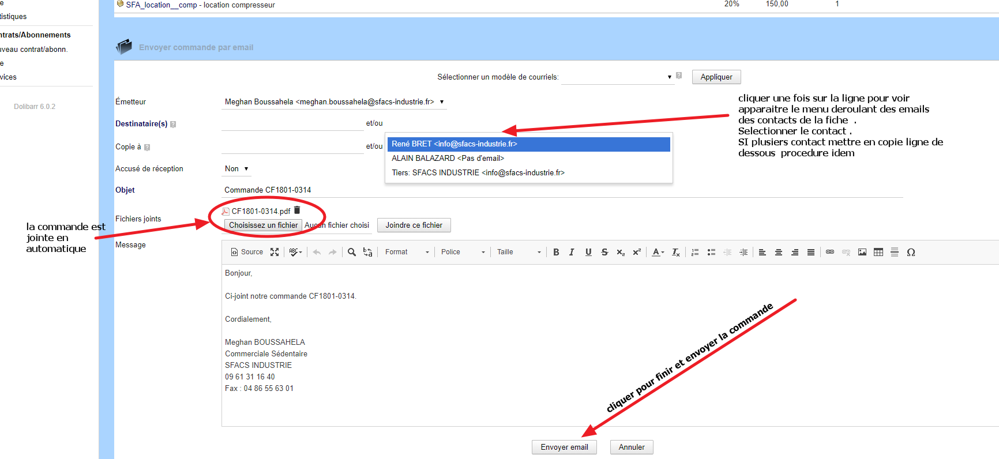 SFA_location__comp - location compresseur 20% 150,00 1
tistiques
ntrats/Abonnements
uveau contrat/abonn.
e
vices
Dolibarr 6.0.2
Envoyer commande par email
Sélectionner un modèle de courriels: Appliquer
Émetteur Meghan Boussahela <meghan.boussahela@sfacs-industrie.fr>
Destinataire(s) et/ou
Copie à et/ou
René BRET <info@sfacs-industrie.fr>
ALAIN BALAZARD <Pas d'email>
Tiers: SFACS INDUSTRIE <info@sfacs-industrie.fr>
cliquer une fois sur la ligne pour voir
apparaitre le menu deroulant des emails
des contacts de la fiche .
Selectionner le contact .
SI plusiers contact mettre en copie ligne de
dessous procedure idem
Accusé de réception Non
Objet Commande CF1801-0314
Fichiers joints CF1801-0314.pdf
Choisissez un fichier Aucun fichier choisi Joindre ce fichier
la commande est
jointe en
automatique
Message
Source Format Police Taille
Bonjour,
Ci-joint notre commande CF1801-0314.
Cordialement,
Meghan BOUSSAHELA
Commerciale Sédentaire
SFACS INDUSTRIE
09 61 31 16 40
Fax : 04 86 55 63 01
cliquer pour finir et envoyer la commande
Envoyer email Annuler